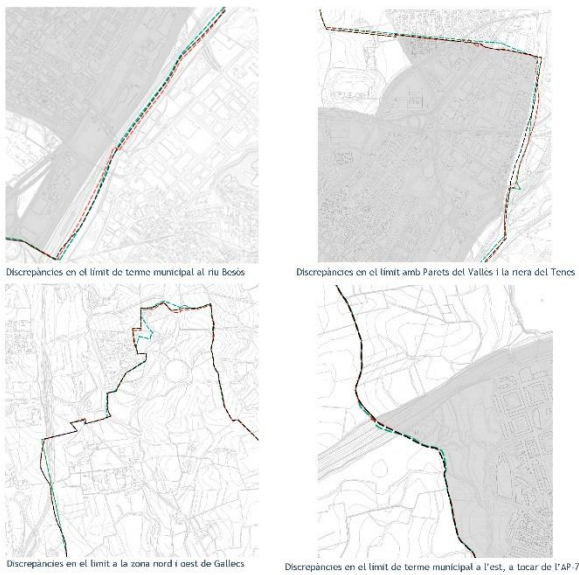 Discrepàncies en el límit de terme municipal al riu Besòs
Discrepàncies en el límit amb Parets del Vallès i la riera del Tenes
Discrepàncies en el límit a la zona nord i oest de Gallecs
Discrepàncies en el límit de terme municipal a l'est, a tocar de l'AP-7